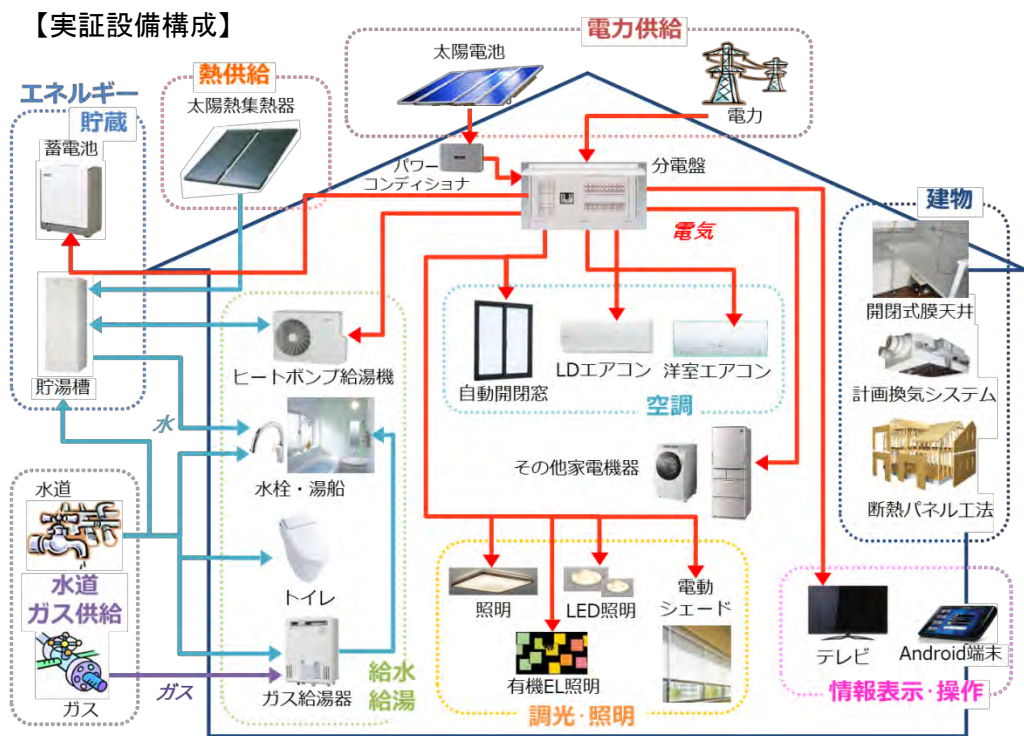 【実証設備構成】
電力供給
太陽電池
電力
熱供給
太陽熱集熱器
エネルギー
貯蔵
蓄電池
パワー
コンディショナ
分電盤
電気
建物
開閉式膜天井
計画換気システム
断熱パネル工法
貯湯槽
ヒートポンプ給湯機
自動開閉窓
LDエアコン
洋室エアコン
空調
水
水栓・湯船
その他家電機器
水道
トイレ
水道
ガス供給
ガス
ガス
ガス給湯器
給水
給湯
照明
LED照明
電動
シェード
有機EL照明
調光・照明
テレビ
Android端末
情報表示・操作